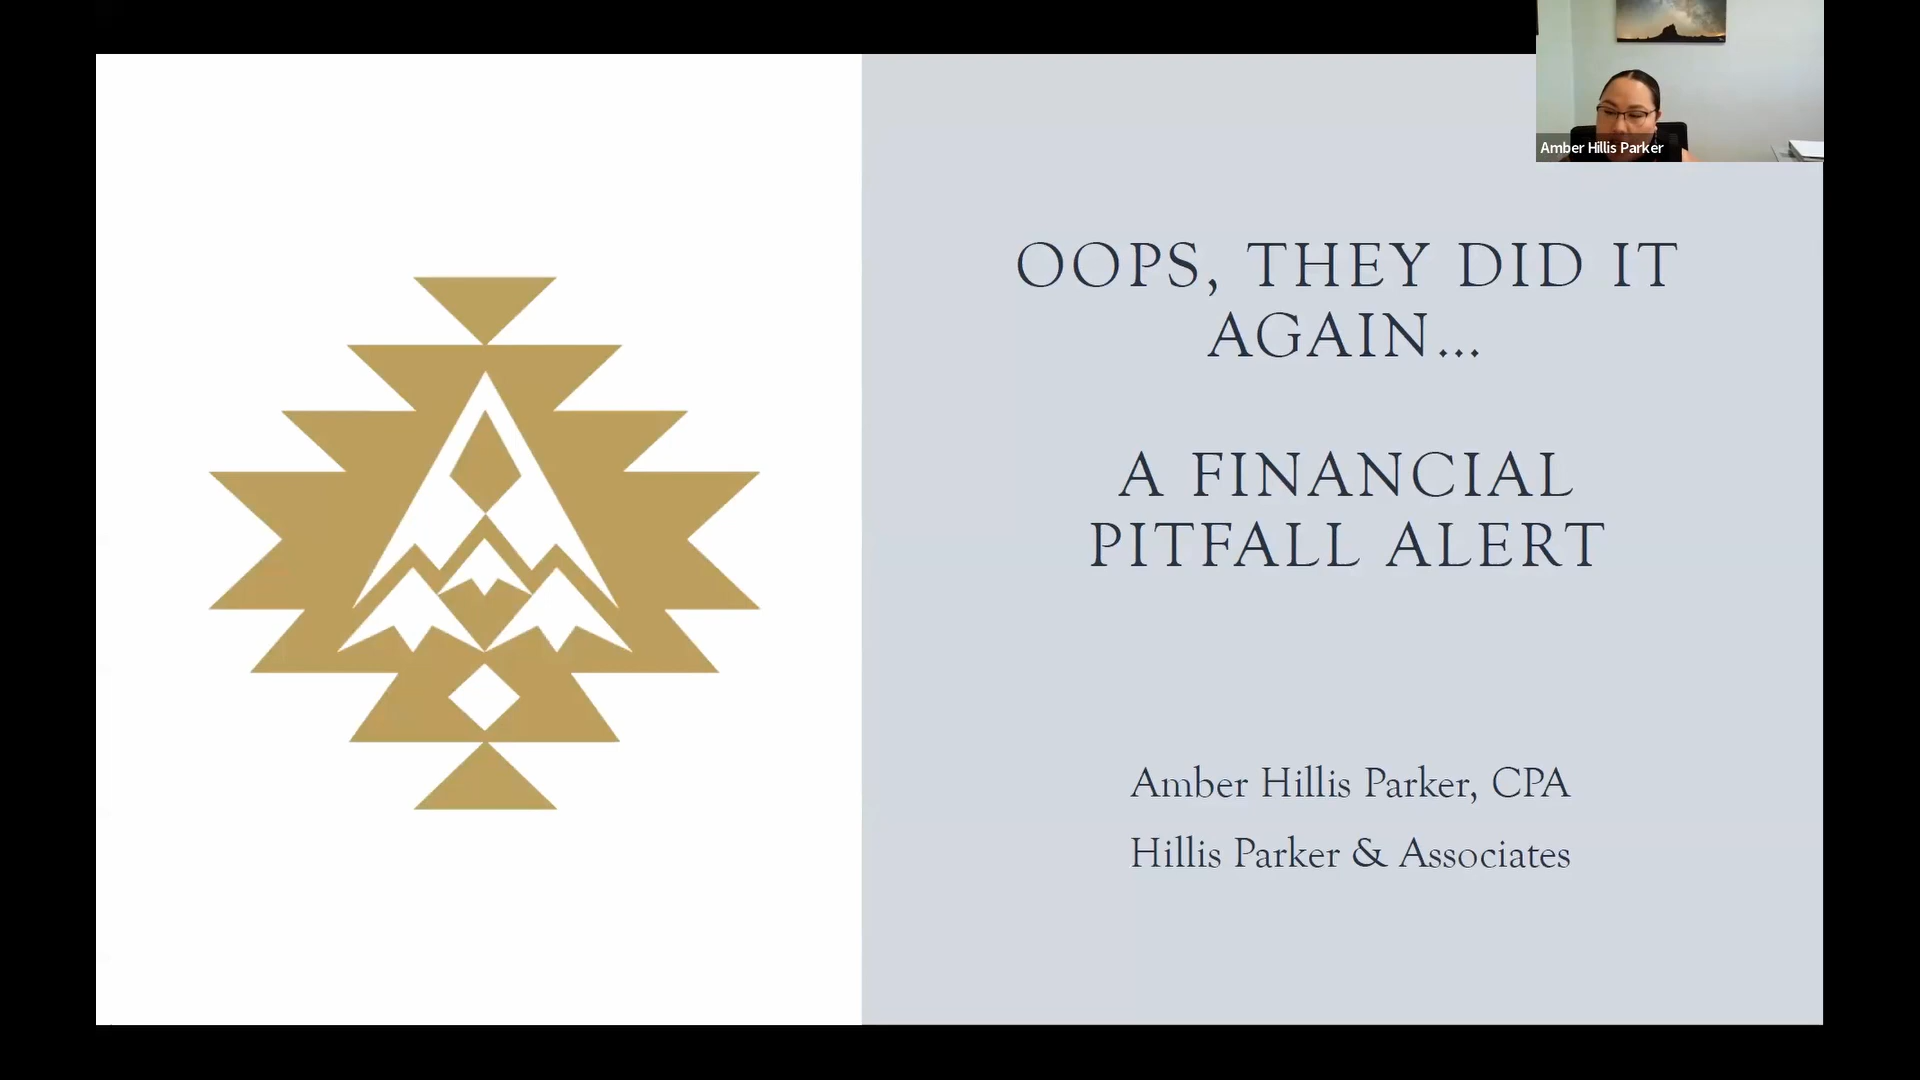 Amber Hillis Parker
OOPS, THEY DID IT
AGAIN...
A FINANCIAL
PITFALL ALERT
Amber Hillis Parker, CPA
Hillis Parker & Associates